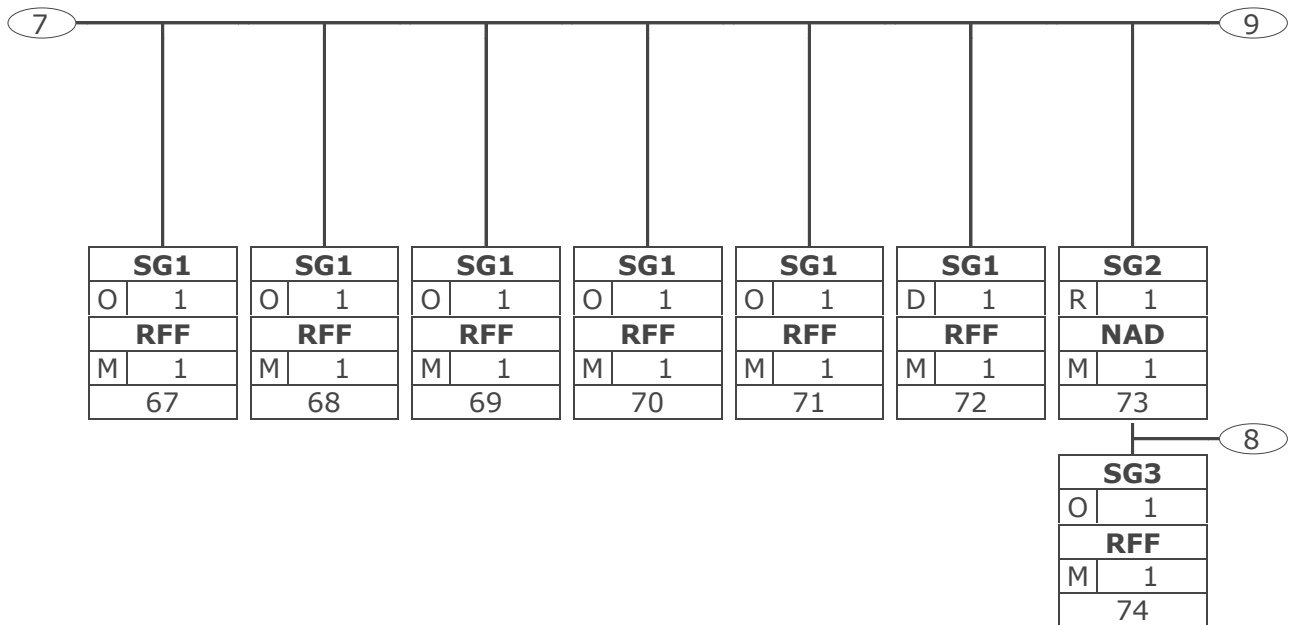 7 9
SG1 SG1 SG1 SG1 SG1 SG1 SG2
O 1 O 1 O 1 O 1 O 1 D 1 R 1
RFF RFF RFF RFF RFF RFF NAD
M 1 M 1 M 1 M 1 M 1 M 1 M 1
67 68 69 70 71 72 73
8
SG3
O 1
RFF
M 1
74